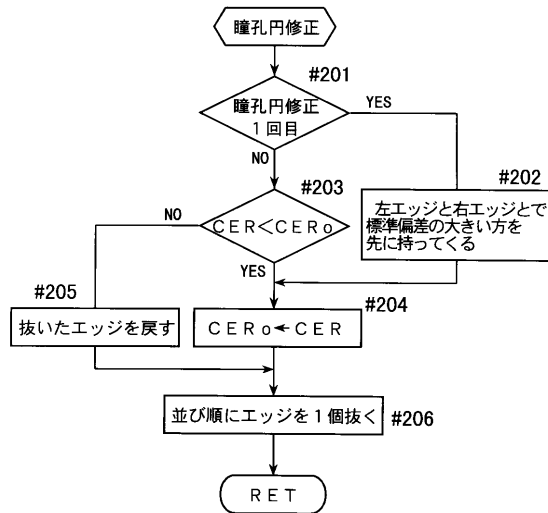 瞳孔円修正
#201
瞳孔円修正
1回目
YES
NO
#202
左エッジと右エッジとで
標準偏差の大きい方を
先に持ってくる
#203
CER<CERo
NO
YES
#205
抜いたエッジを戻す
#204
CERo←CER
並び順にエッジを1個抜く
#206
RET